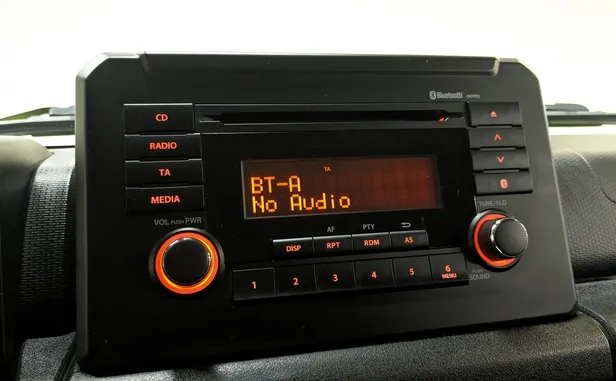 Bluetooth
CD
RADIO
TA
MEDIA
TA
BT-A
No Audio
VOL PUSH PWR
TUNE/FLD
AF
PTY
DISP
RPT
RDM
AS
1
2
3
4
5
6
MENU
SOUND